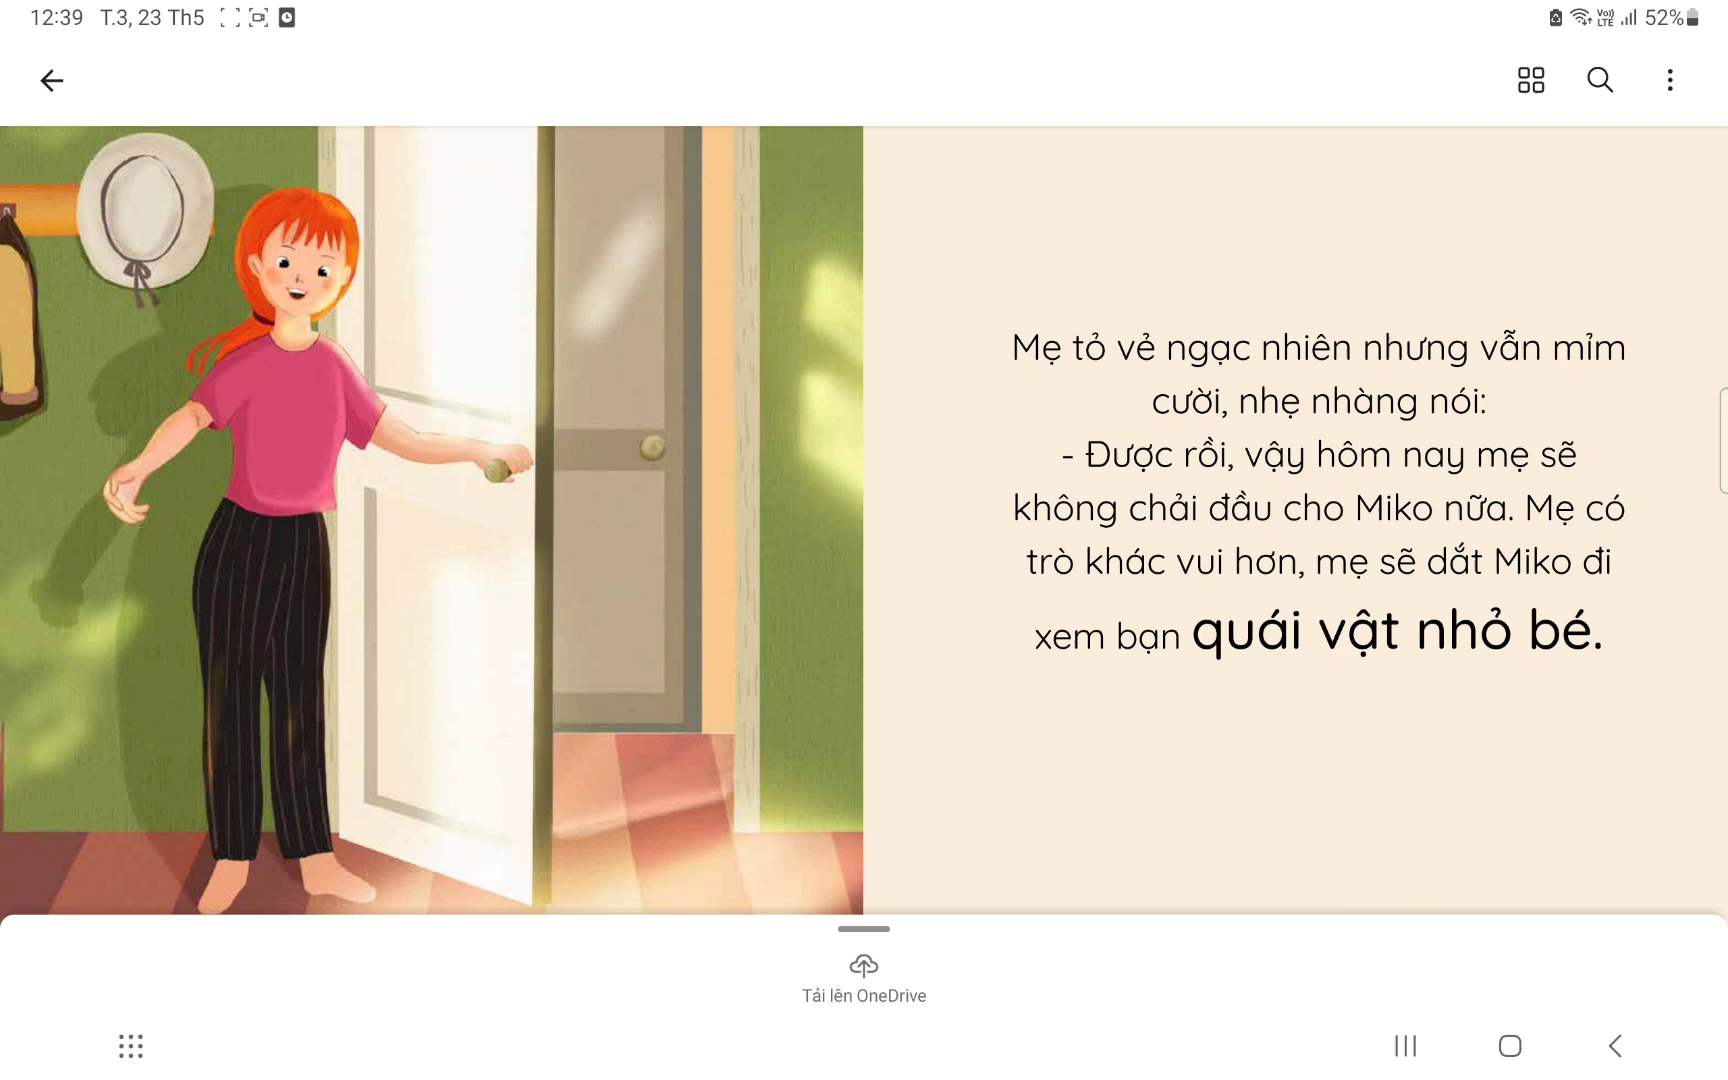 12:39 T.3, 23 Th5
Vo) LTE 52%
Mẹ tỏ vẻ ngạc nhiên nhưng vẫn mỉm
cười, nhẹ nhàng nói:
- Được rồi, vậy hôm nay mẹ sẽ
không chải đầu cho Miko nữa. Mẹ có
trò khác vui hơn, mẹ sẽ dắt Miko đi
xem bạn quái vật nhỏ bé.
Tải lên OneDrive